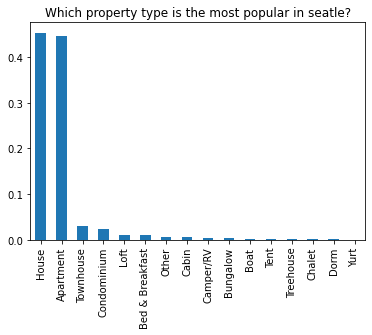 Which property type is the most popular in seatle?
0.4
0.3
0.2
0.1
0.0
House
Apartment
Townhouse
Condominium
Loft
Bed & Breakfast
Other
Cabin
Camper/RV
Bungalow
Boat
Tent
Treehouse
Chalet
Dorm
Yurt